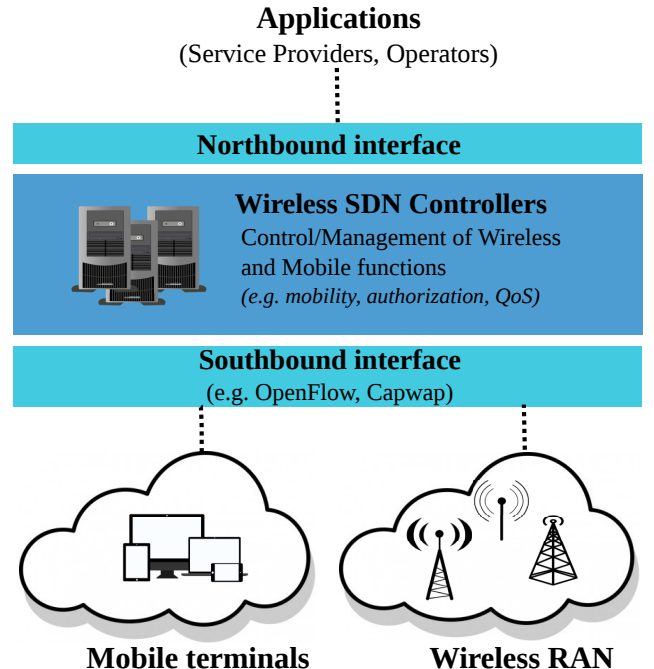 Applications
(Service Providers, Operators)
Northbound interface
Wireless SDN Controllers
Control/Management of Wireless
and Mobile functions
(e.g. mobility, authorization, QoS)
Southbound interface
(e.g. OpenFlow, Capwap)
Mobile terminals
Wireless RAN